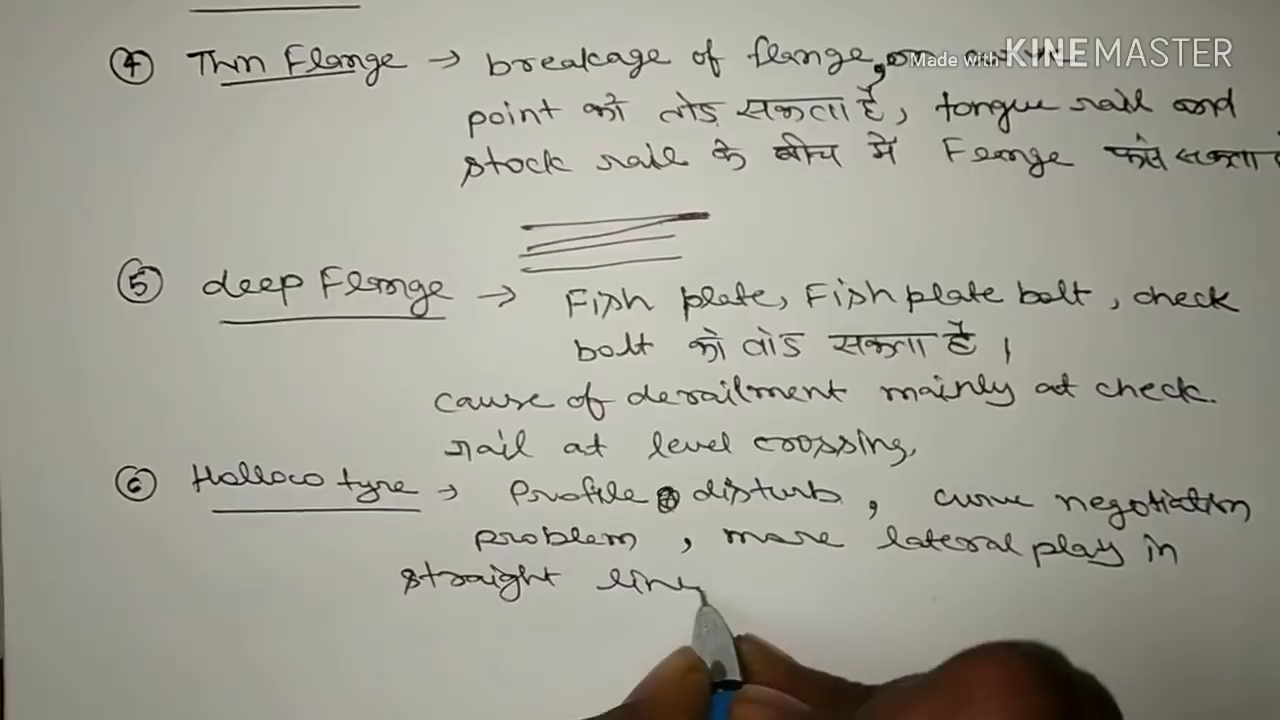 ④ Thin Flange → breakage of flange, on
Made with KINEMASTER
point को तोड़ सकता है, tongue rail and
stock rail के बीच में Flange फंस सकता
⑤ deep Flange → Fish plate, Fish plate bolt, check
bolt को तोड सकता है।
cause of derailment mainly at check
rail at level crossing,
⑥ Hollow tyre → Profile disturb, curve negotiation
problem, more lateral play in
straight line